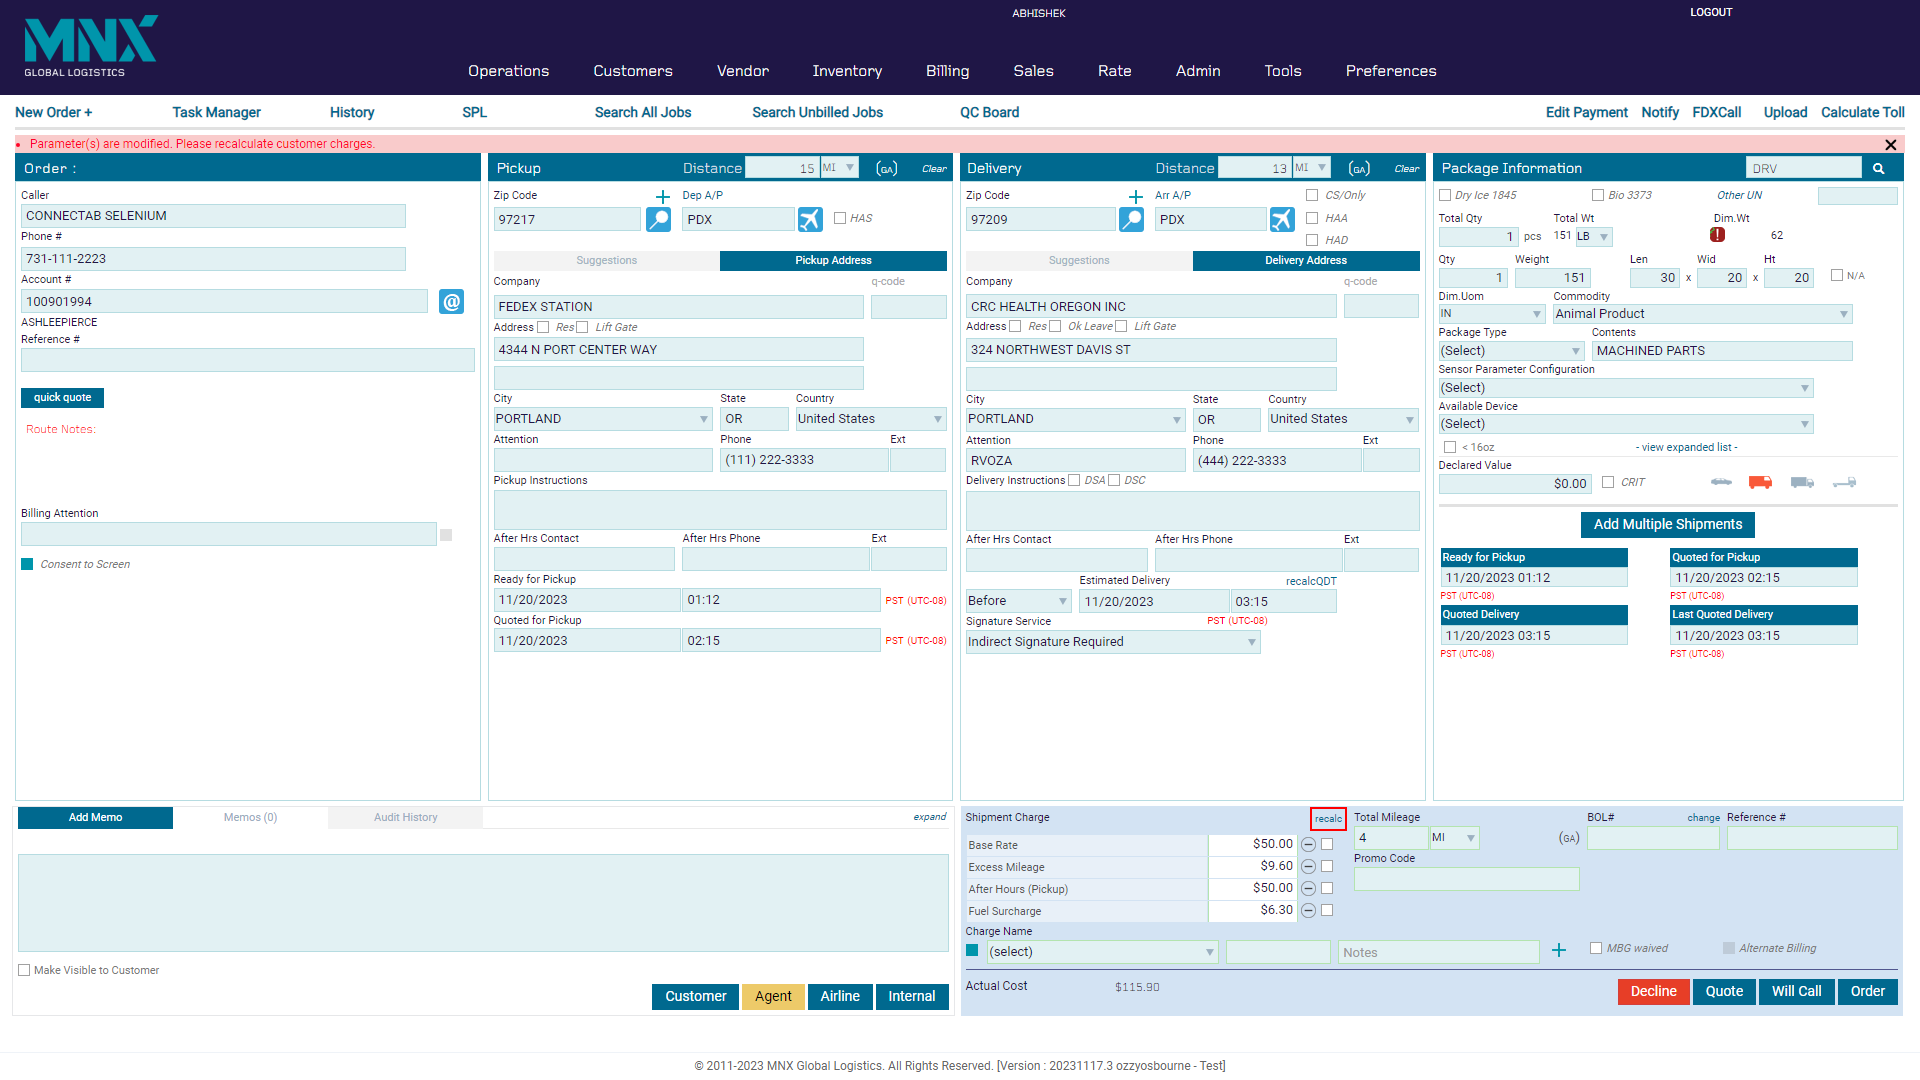 ABHISHEK
LOGOUT
MNX
GLOBAL LOGISTICS
Operations Customers Vendor Inventory Billing Sales Rate Admin Tools Preferences
New Order + Task Manager History SPL Search All Jobs Search Unbilled Jobs QC Board Edit Payment Notify FDXCall Upload Calculate Toll
Parameter(s) are modified. Please recalculate customer charges.
Order :
Caller
CONNECTAB SELENIUM
Phone #
731-111-2223
Account #
100901994
@
ASHLEEPIERCE
Reference #
quick quote
Route Notes:
Billing Attention
Consent to Screen
Pickup Distance 15 MI (GA) Clear
Zip Code Dep A/P
97217 PDX HAS
Suggestions Pickup Address
Company q-code
FEDEX STATION
Address Res Lift Gate
4344 N PORT CENTER WAY
City State Country
PORTLAND OR United States
Attention Phone Ext
(111) 222-3333
Pickup Instructions
After Hrs Contact After Hrs Phone Ext
Ready for Pickup
11/20/2023 01:12 PST (UTC-08)
Quoted for Pickup
11/20/2023 02:15 PST (UTC-08)
Delivery Distance 13 MI (GA) Clear
Zip Code Arr A/P CS/Only
97209 PDX HAA
HAD
Suggestions Delivery Address
Company q-code
CRC HEALTH OREGON INC
Address Res Ok Leave Lift Gate
324 NORTHWEST DAVIS ST
City State Country
PORTLAND OR United States
Attention Phone Ext
RVOZA (444) 222-3333
Delivery Instructions DSA DSC
After Hrs Contact After Hrs Phone Ext
Estimated Delivery recalcQDT
Before 11/20/2023 03:15
Signature Service PST (UTC-08)
Indirect Signature Required
Package Information DRV
Dry Ice 1845 Bio 3373 Other UN
Total Qty Total Wt Dim.Wt
1 pcs 151 LB 62
Qty Weight Len Wid Ht
1 151 30 x 20 x 20 N/A
Dim.Uom Commodity
IN Animal Product
Package Type Contents
(Select) MACHINED PARTS
Sensor Parameter Configuration
(Select)
Available Device
(Select)
< 16oz - view expanded list -
Declared Value
$0.00 CRIT
Add Multiple Shipments
Ready for Pickup Quoted for Pickup
11/20/2023 01:12 11/20/2023 02:15
PST (UTC-08) PST (UTC-08)
Quoted Delivery Last Quoted Delivery
11/20/2023 03:15 11/20/2023 03:15
PST (UTC-08) PST (UTC-08)
Add Memo Memos (0) Audit History expand
Make Visible to Customer
Customer Agent Airline Internal
Shipment Charge recalc Total Mileage BOL# change Reference #
4 MI (GA)
Base Rate $50.00
Promo Code
Excess Mileage $9.60
After Hours (Pickup) $50.00
Fuel Surcharge $6.30
Charge Name
(select) Notes MBG waived Alternate Billing
Actual Cost $115.90
Decline Quote Will Call Order
© 2011-2023 MNX Global Logistics. All Rights Reserved. [Version : 20231117.3 ozzyosbourne - Test]